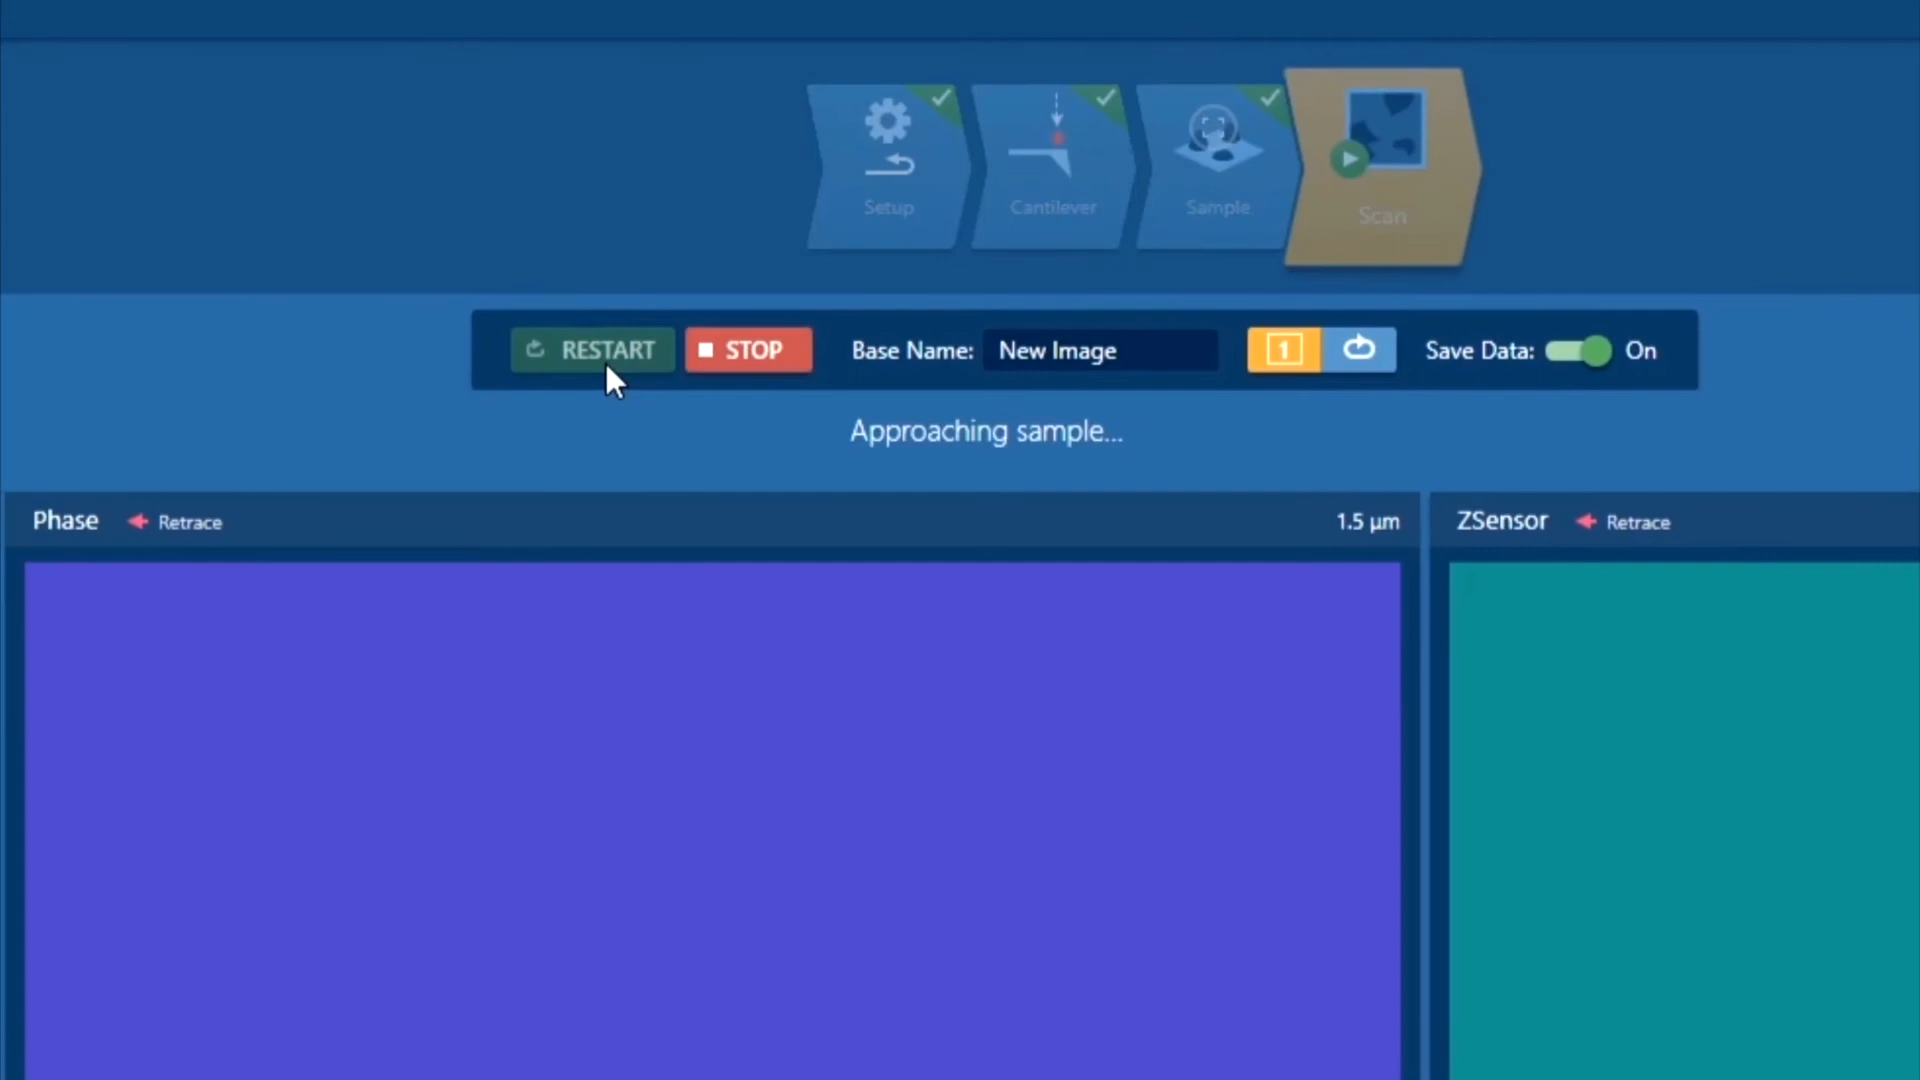 Setup
Cantilever
Sample
Scan
RESTART
STOP
Base Name: New Image
1
Save Data: On
Approaching sample...
Phase Retrace 1.5 µm
ZSensor Retrace